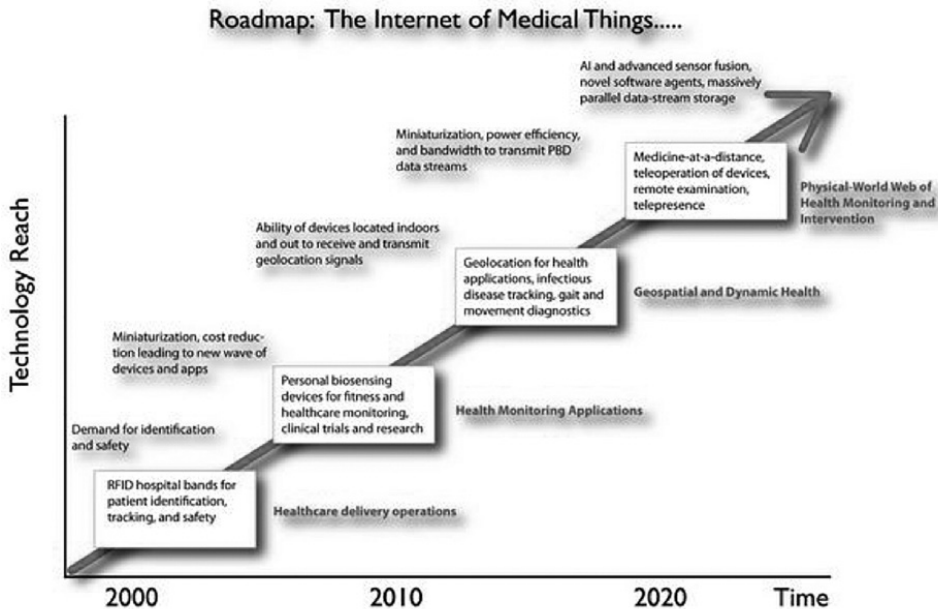 Roadmap: The Internet of Medical Things.....
AI and advanced sensor fusion,
novel software agents, massively
parallel data-stream storage
Miniaturization, power efficiency,
and bandwidth to transmit PBD
data streams
Medicine-at-a-distance,
teleoperation of devices,
remote examination,
telepresence
Physical-World Web of
Health Monitoring and
Intervention
Ability of devices located indoors
and out to receive and transmit
geolocation signals
Geolocation for health
applications, infectious
disease tracking, gait and
movement diagnostics
Geospatial and Dynamic Health
Technology Reach
Miniaturization, cost reduc-
tion leading to new wave of
devices and apps
Personal biosensing
devices for fitness and
healthcare monitoring,
clinical trials and research
Health Monitoring Applications
Demand for identification
and safety
RFID hospital bands for
patient identification,
tracking, and safety
Healthcare delivery operations
2000 2010 2020 Time